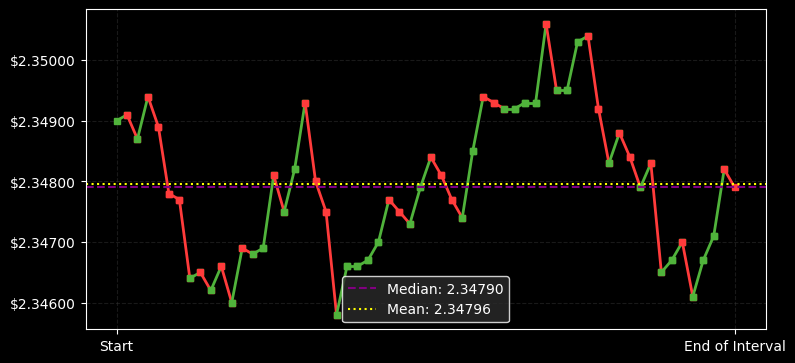 $2.35000
$2.34900
$2.34800
$2.34700
$2.34600
Median: 2.34790
Mean: 2.34796
Start
End of Interval